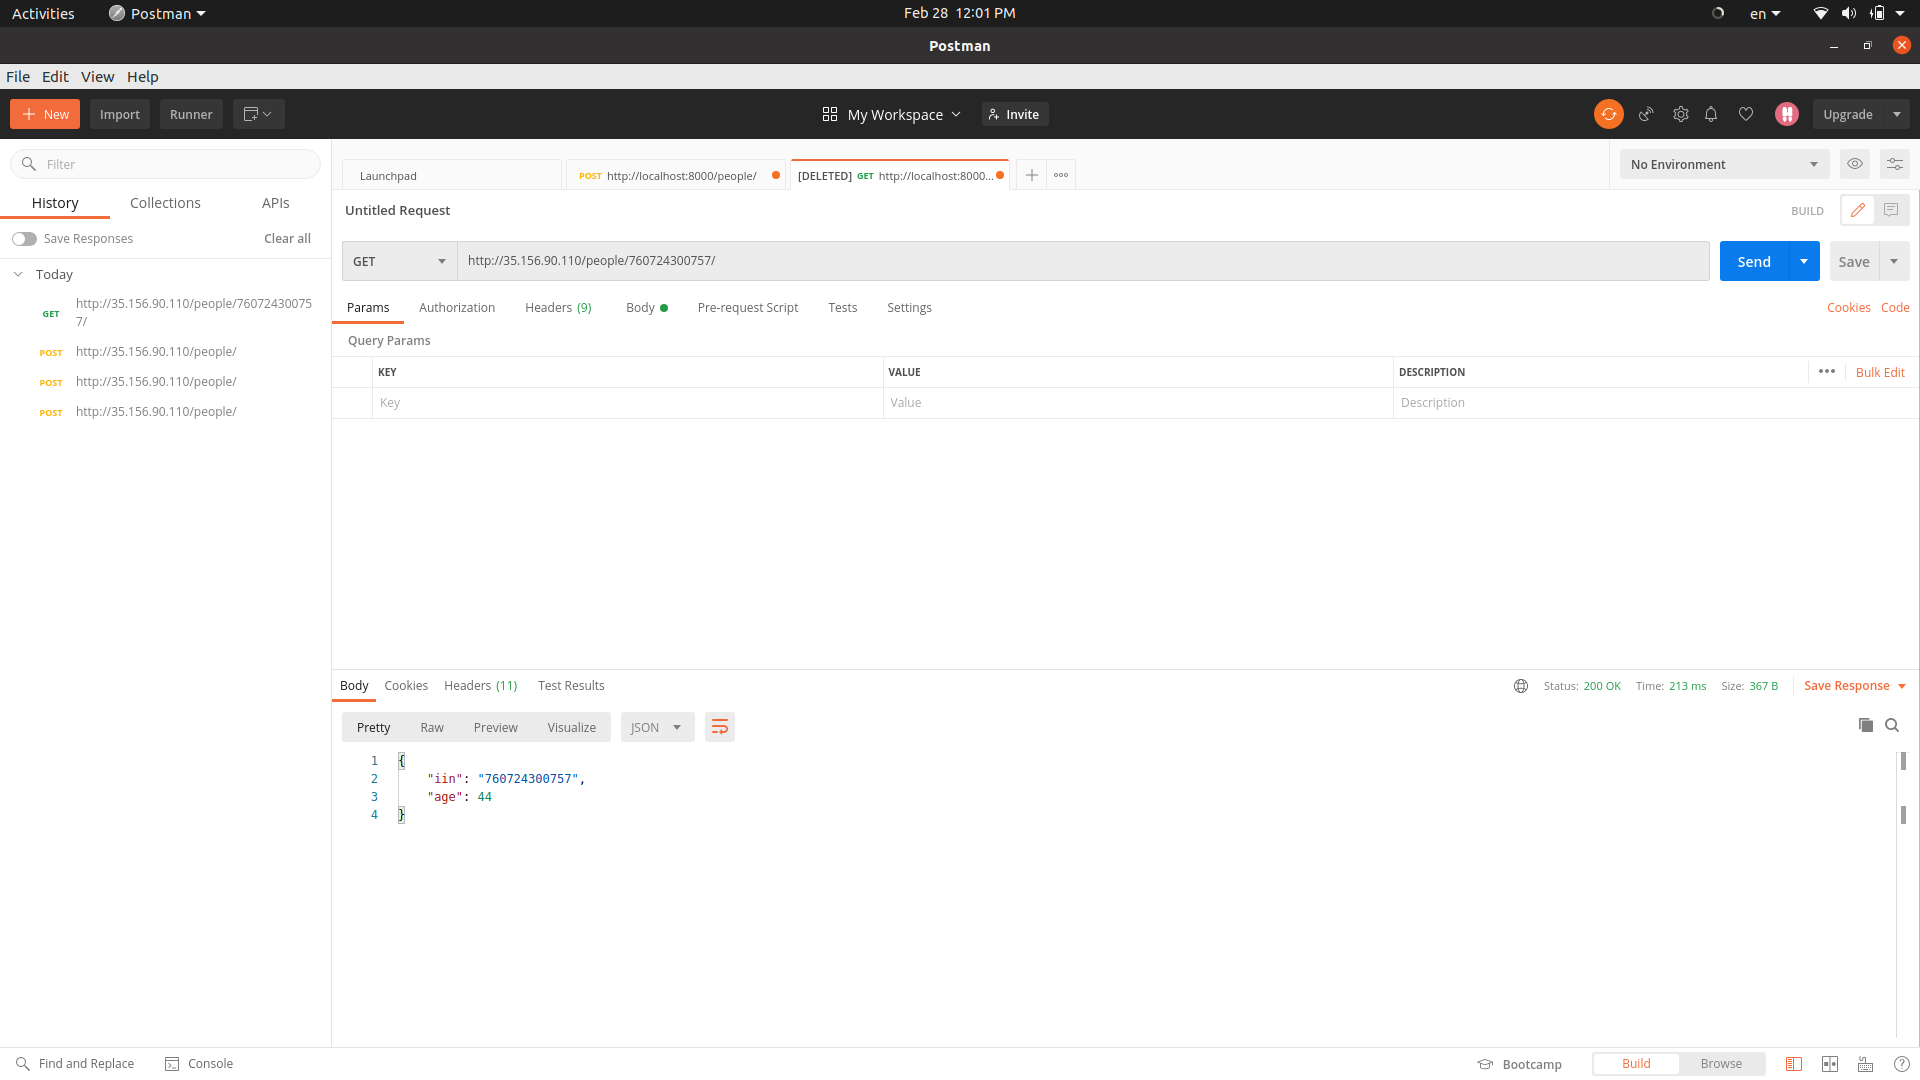 Activities Postman Feb 28 12:01 PM en
Postman
File Edit View Help
New Import Runner My Workspace Invite Upgrade
Filter
History Collections APIs
Save Responses Clear all
Today
GET http://35.156.90.110/people/76072430075
7/
POST http://35.156.90.110/people/
POST http://35.156.90.110/people/
POST http://35.156.90.110/people/
Launchpad POST http://localhost:8000/people/ [DELETED] GET http://localhost:8000... No Environment
Untitled Request BUILD
GET http://35.156.90.110/people/760724300757/ Send Save
Params Authorization Headers (9) Body Pre-request Script Tests Settings Cookies Code
Query Params
KEY VALUE DESCRIPTION Bulk Edit
Key Value Description
Body Cookies Headers (11) Test Results Status: 200 OK Time: 213 ms Size: 367 B Save Response
Pretty Raw Preview Visualize JSON
1 {
2 "iin": "760724300757",
3 "age": 44
4 }
Find and Replace Console Bootcamp Build Browse